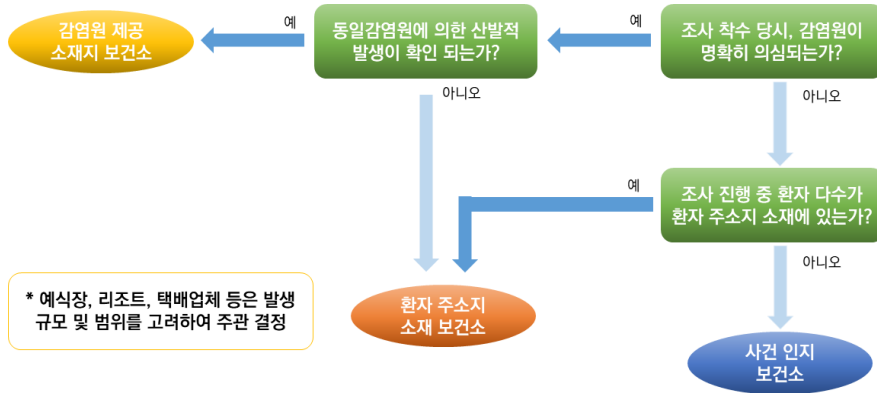 감염원 제공
소재지 보건소
예
동일감염원에 의한 산발적
발생이 확인 되는가?
예
조사 착수 당시, 감염원이
명확히 의심되는가?
아니오
아니오
예
조사 진행 중 환자 다수가
환자 주소지 소재에 있는가?
아니오
* 예식장, 리조트, 택배업체 등은 발생
규모 및 범위를 고려하여 주관 결정
환자 주소지
소재 보건소
사건 인지
보건소